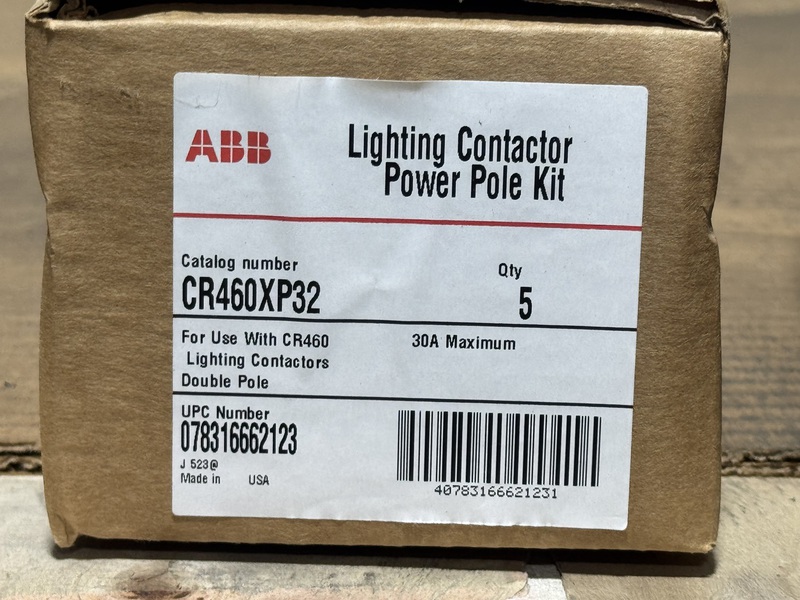 ABB
Lighting Contactor
Power Pole Kit
Catalog number
Qty
CR460XP32
5
For Use With CR460
30A Maximum
Lighting Contactors
Double Pole
UPC Number
078316662123
J 523@
Made in USA
40783166621231